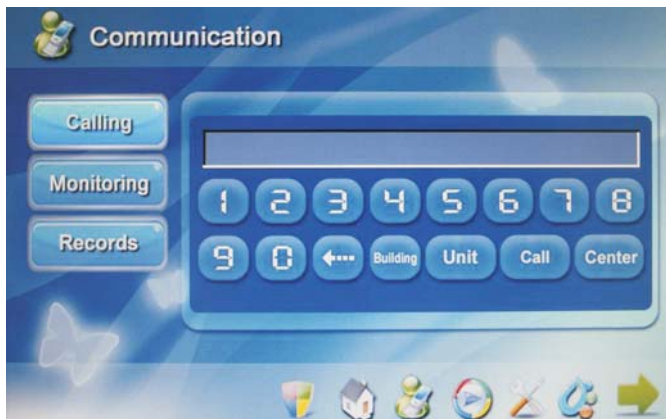 Communication
Calling
Monitoring
Records
1 2 3 4 5 6 7 8
9 0 Building Unit Call Center